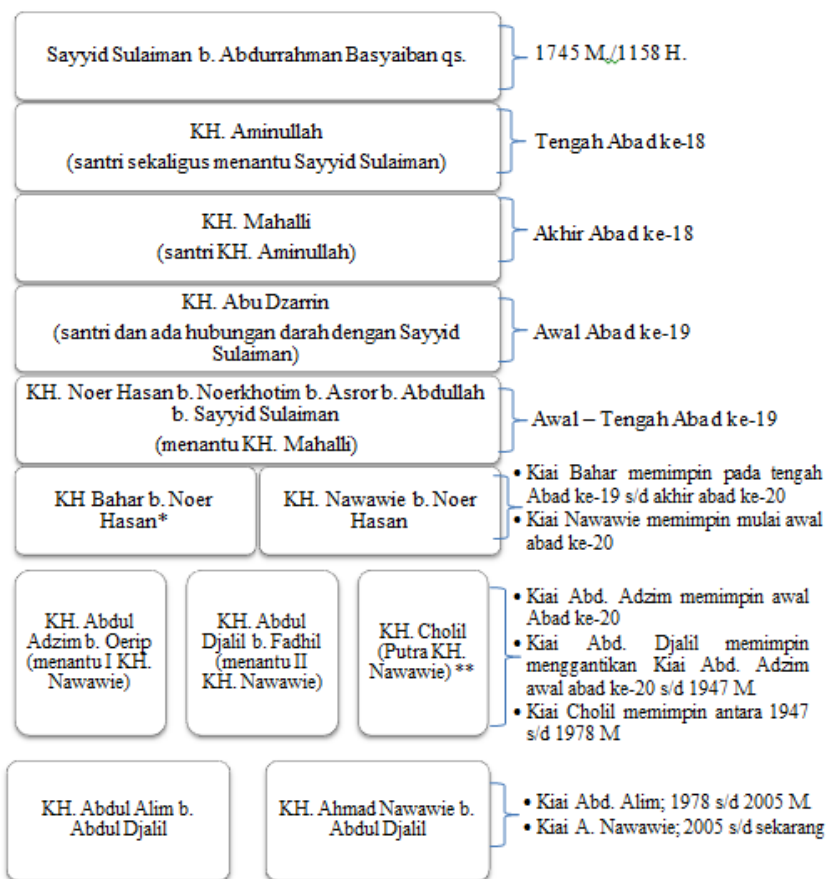 Sayyid Sulaiman b. Abdurrahman Basyaiban qs.
1745 M./1158 H.
KH. Aminullah
(santri sekaligus menantu Sayyid Sulaiman)
Tengah Abad ke-18
KH. Mahalli
(santri KH. Aminullah)
Akhir Abad ke-18
KH. Abu Dzarrin
(santri dan ada hubungan darah dengan Sayyid
Sulaiman)
Awal Abad ke-19
KH. Noer Hasan b. Noerkhotim b. Asror b. Abdullah
b. Sayyid Sulaiman
(menantu KH. Mahalli)
Awal – Tengah Abad ke-19
KH Bahar b. Noer
Hasan*
KH. Nawawie b. Noer
Hasan
• Kiai Bahar memimpin pada tengah
Abad ke-19 s/d akhir abad ke-20
• Kiai Nawawie memimpin mulai awal
abad ke-20
KH. Abdul
Adzim b. Oerip
(menantu I KH.
Nawawie)
KH. Abdul
Djalil b. Fadhil
(menantu II
KH. Nawawie)
KH. Cholil
(Putra KH.
Nawawie) **
• Kiai Abd. Adzim memimpin awal
Abad ke-20
• Kiai Abd. Djalil memimpin
menggantikan Kiai Abd. Adzim
awal abad ke-20 s/d 1947 M.
• Kiai Cholil memimpin antara 1947
s/d 1978 M
KH. Abdul Alim b.
Abdul Djalil
KH. Ahmad Nawawie b.
Abdul Djalil
• Kiai Abd. Alim; 1978 s/d 2005 M.
• Kiai A. Nawawie; 2005 s/d sekarang